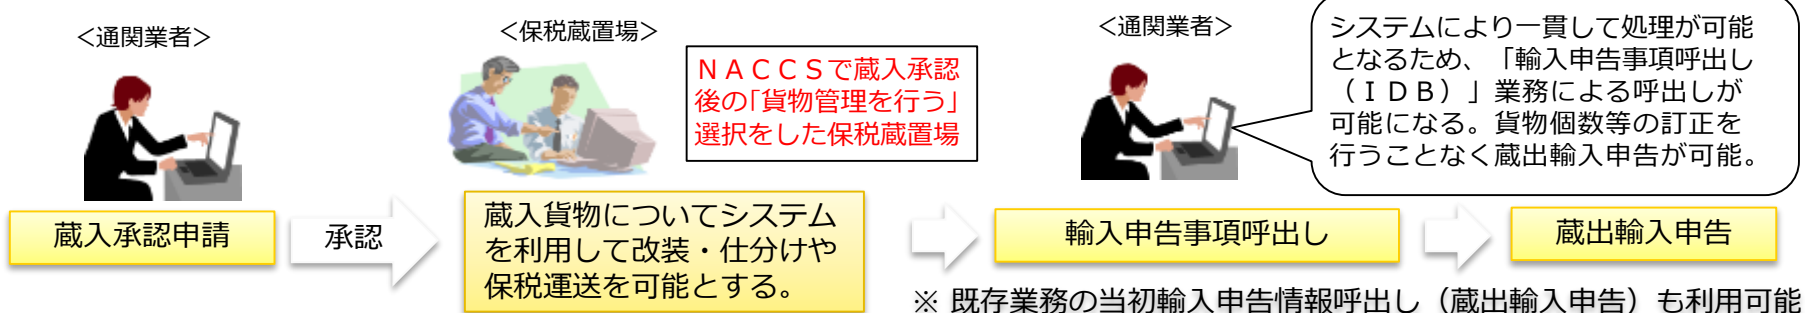 ＜通関業者＞
蔵入承認申請
承認
＜保税蔵置場＞
ＮＡＣＣＳで蔵入承認
後の「貨物管理を行う」
選択をした保税蔵置場
蔵入貨物についてシステム
を利用して改装・仕分けや
保税運送を可能とする。
＜通関業者＞
システムにより一貫して処理が可能
となるため、「輸入申告事項呼出し
（ＩＤＢ）」業務による呼出しが
可能になる。貨物個数等の訂正を
行うことなく蔵出輸入申告が可能。
輸入申告事項呼出し
蔵出輸入申告
※ 既存業務の当初輸入申告情報呼出し（蔵出輸入申告）も利用可能